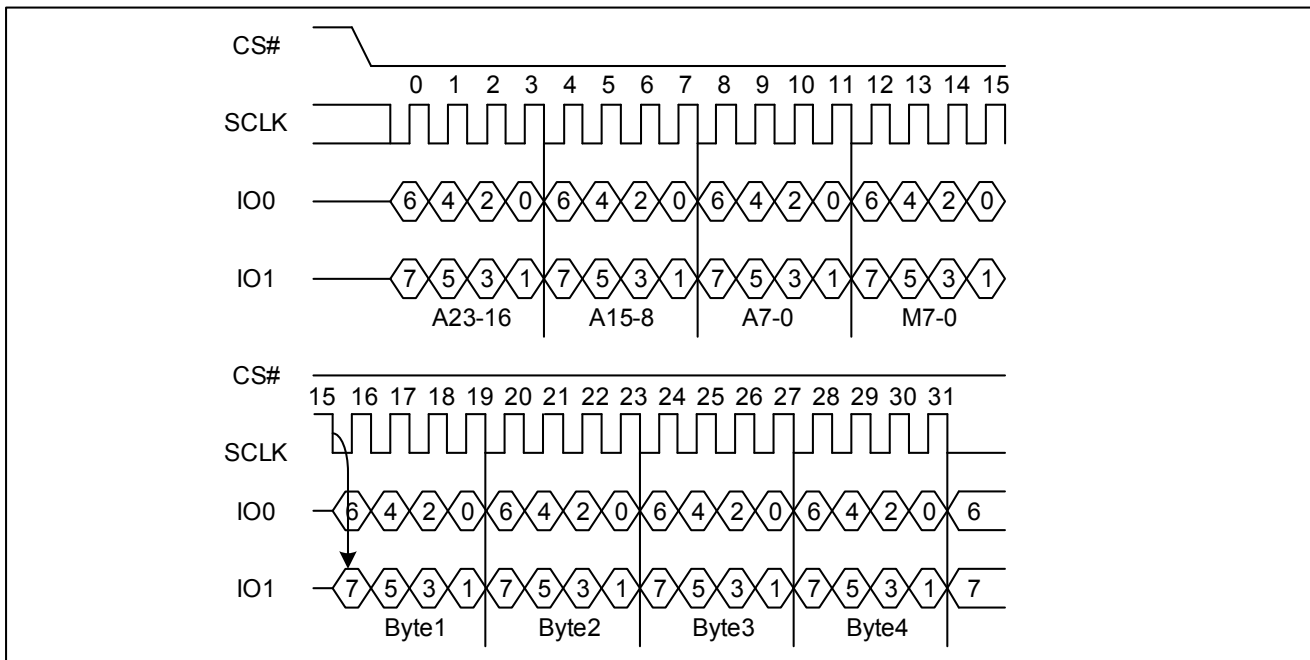 CS#
0 1 2 3 4 5 6 7 8 9 10 11 12 13 14 15
SCLK
IO0 6 4 2 0 6 4 2 0 6 4 2 0 6 4 2 0
IO1 7 5 3 1 7 5 3 1 7 5 3 1 7 5 3 1
A23-16 A15-8 A7-0 M7-0
CS#
15 16 17 18 19 20 21 22 23 24 25 26 27 28 29 30 31
SCLK
IO0 6 4 2 0 6 4 2 0 6 4 2 0 6 4 2 0 6
IO1 7 5 3 1 7 5 3 1 7 5 3 1 7 5 3 1 7
Byte1 Byte2 Byte3 Byte4